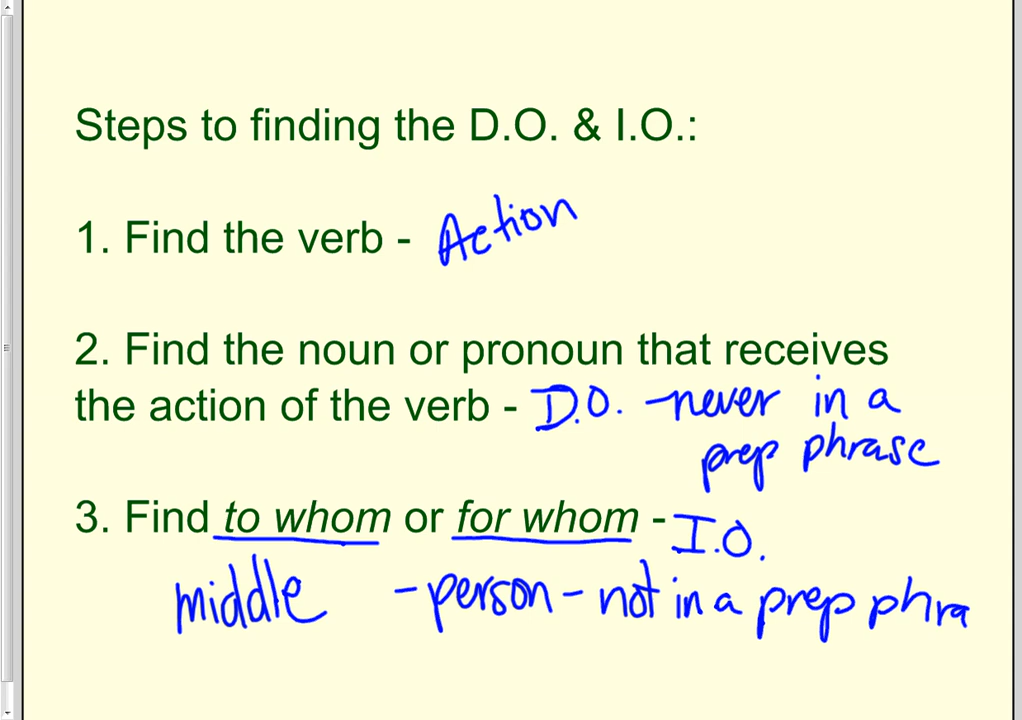 Steps to finding the D.O. & I.O.:
1. Find the verb - Action
2. Find the noun or pronoun that receives
the action of the verb - D.O. - never in a
prep phrase
3. Find to whom or for whom - I.O.
middle - person - not in a prep phra